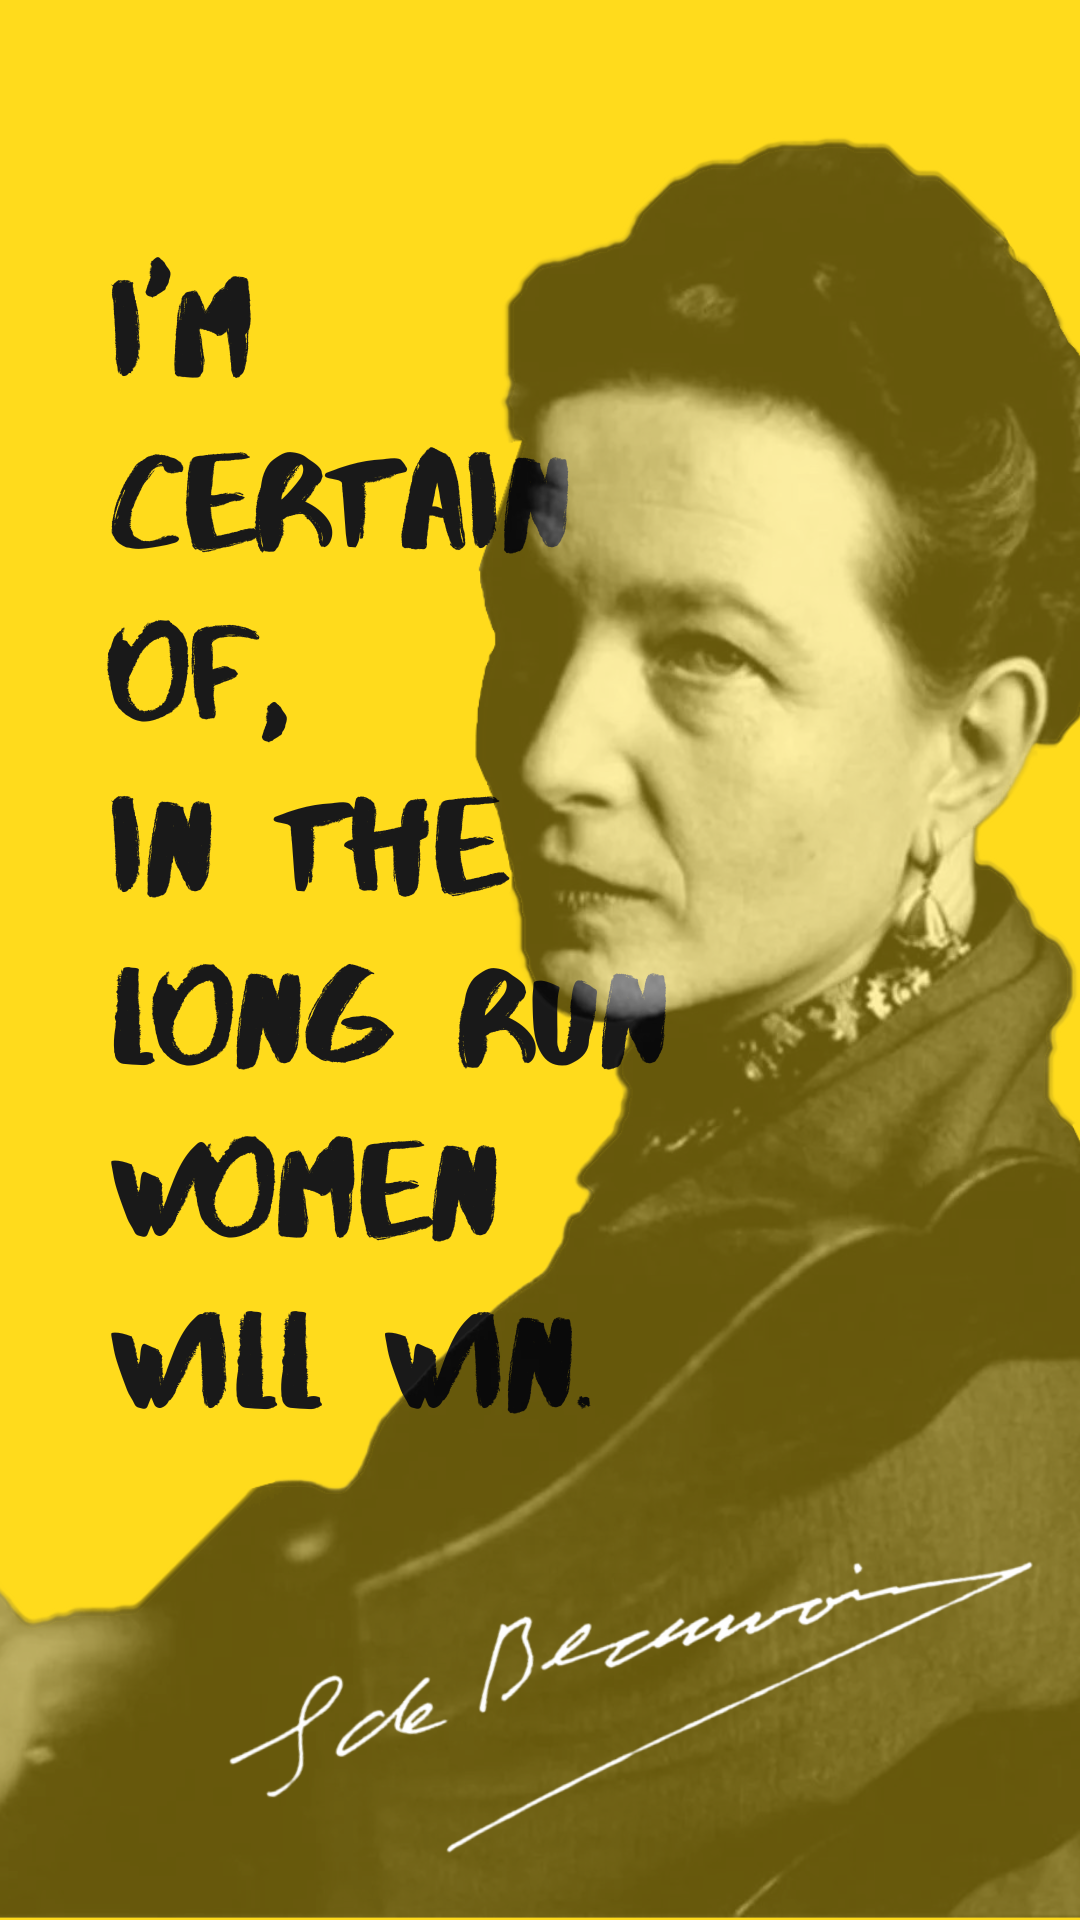 I'M
CERTAIN
OF,
IN THE
LONG RUN
WOMEN
WILL WIN.
S de Beauvoir